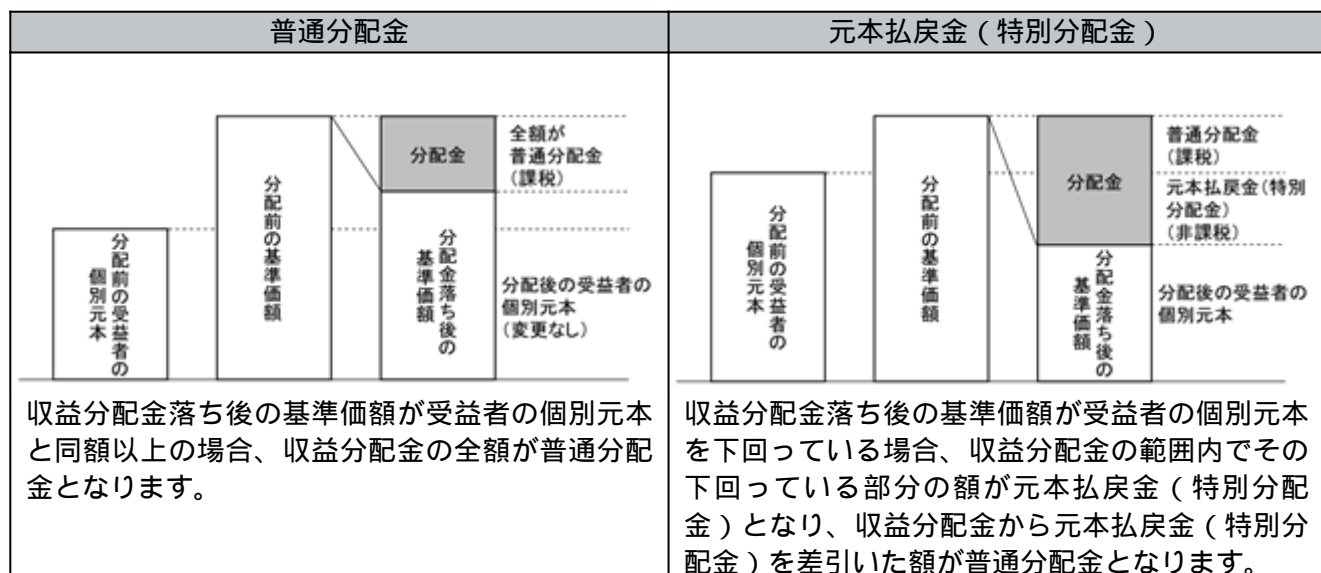 普通分配金
分配前の受益者の
個別元本
分配前の基準価額
分配金
分配金落ち後の
基準価額
全額が
普通分配金
(課税)
分配後の受益者の
個別元本
(変更なし)
収益分配金落ち後の基準価額が受益者の個別元本
と同額以上の場合、収益分配金の全額が普通分配
金となります。
元本払戻金(特別分配金)
分配前の受益者の
個別元本
分配前の基準価額
分配金
分配金落ち後の
基準価額
普通分配金
(課税)
元本払戻金(特別
分配金)
(非課税)
分配後の受益者の
個別元本
収益分配金落ち後の基準価額が受益者の個別元本
を下回っている場合、収益分配金の範囲内でその
下回っている部分の額が元本払戻金(特別分配
金)となり、収益分配金から元本払戻金(特別分
配金)を差引いた額が普通分配金となります。